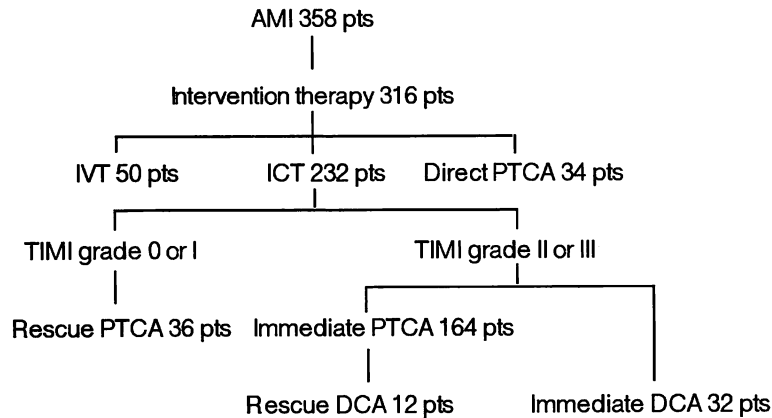 AMI 358 pts
Intervention therapy 316 pts
IVT 50 pts ICT 232 pts Direct PTCA 34 pts
TIMI grade 0 or I TIMI grade II or III
Rescue PTCA 36 pts Immediate PTCA 164 pts
Rescue DCA 12 pts Immediate DCA 32 pts